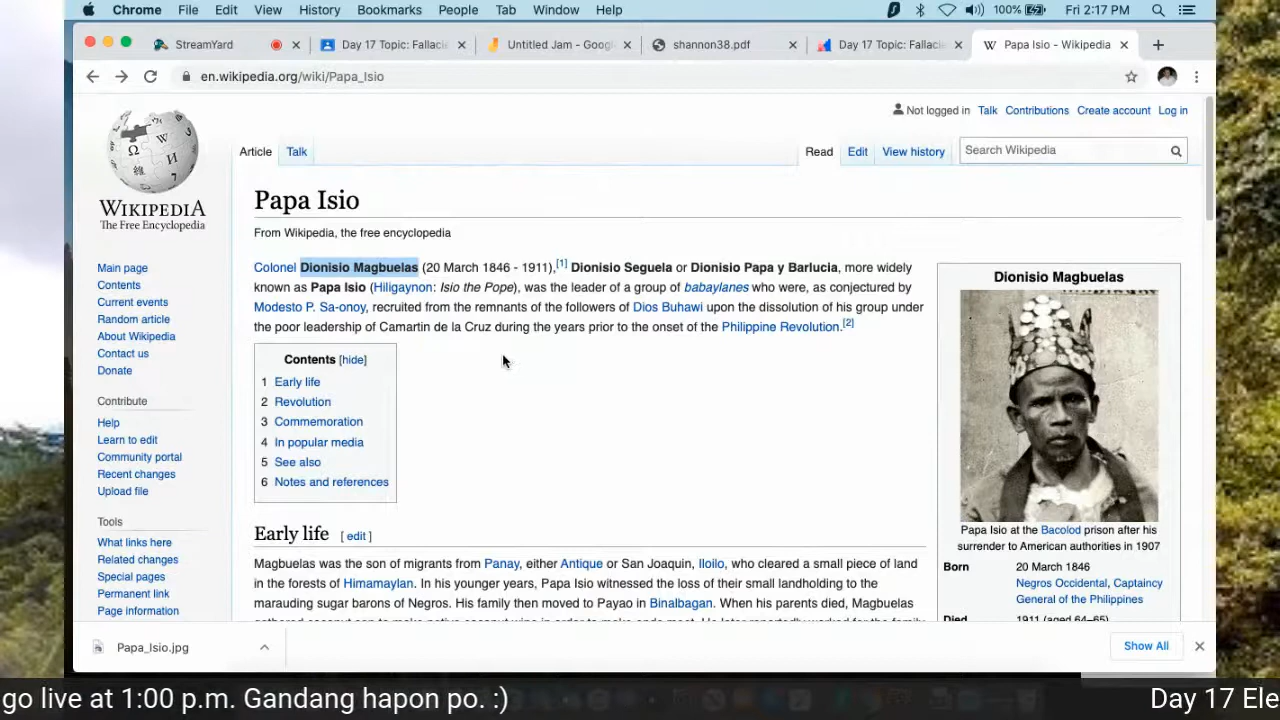 Chrome File Edit View History Bookmarks People Tab Window Help 100% Fri 2:17 PM
StreamYard Day 17 Topic: Fallacie Untitled Jam - Googl shannon38.pdf Day 17 Topic: Fallacie Papa Isio - Wikipedia
en.wikipedia.org/wiki/Papa_Isio
Not logged in Talk Contributions Create account Log in
Article Talk Read Edit View history Search Wikipedia
WIKIPEDIA
The Free Encyclopedia
Main page
Contents
Current events
Random article
About Wikipedia
Contact us
Donate
Contribute
Help
Learn to edit
Community portal
Recent changes
Upload file
Tools
What links here
Related changes
Special pages
Permanent link
Page information
Papa Isio
From Wikipedia, the free encyclopedia
Colonel Dionisio Magbuelas (20 March 1846 - 1911),[1] Dionisio Seguela or Dionisio Papa y Barlucia, more widely
known as Papa Isio (Hiligaynon: Isio the Pope), was the leader of a group of babaylanes who were, as conjectured by
Modesto P. Sa-onoy, recruited from the remnants of the followers of Dios Buhawi upon the dissolution of his group under
the poor leadership of Camartin de la Cruz during the years prior to the onset of the Philippine Revolution.[2]
Contents [hide]
1 Early life
2 Revolution
3 Commemoration
4 In popular media
5 See also
6 Notes and references
Early life [ edit ]
Magbuelas was the son of migrants from Panay, either Antique or San Joaquin, Iloilo, who cleared a small piece of land
in the forests of Himamaylan. In his younger years, Papa Isio witnessed the loss of their small landholding to the
marauding sugar barons of Negros. His family then moved to Payao in Binalbagan. When his parents died, Magbuelas
Dionisio Magbuelas
Papa Isio at the Bacolod prison after his
surrender to American authorities in 1907
Born 20 March 1846
Negros Occidental, Captaincy
General of the Philippines
Died 1911 (aged 64–65)
Papa_Isio.jpg Show All
go live at 1:00 p.m. Gandang hapon po. :) Day 17 Ele